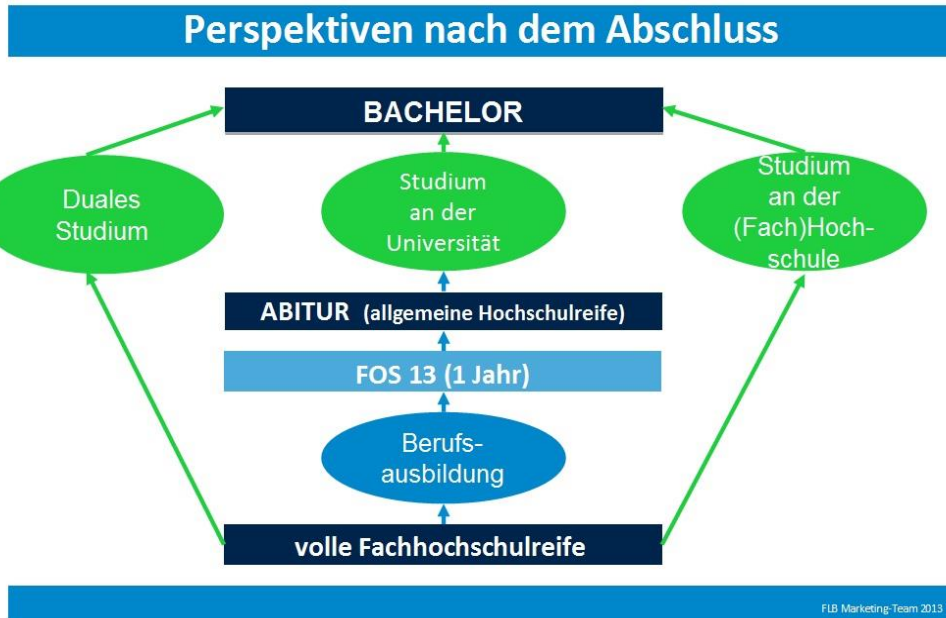 Perspektiven nach dem Abschluss
BACHELOR
Duales
Studium
Studium
an der
Universität
Studium
an der
(Fach)Hoch-
schule
ABITUR (allgemeine Hochschulreife)
FOS 13 (1 Jahr)
Berufs-
ausbildung
volle Fachhochschulreife
FLB Marketing-Team 2013